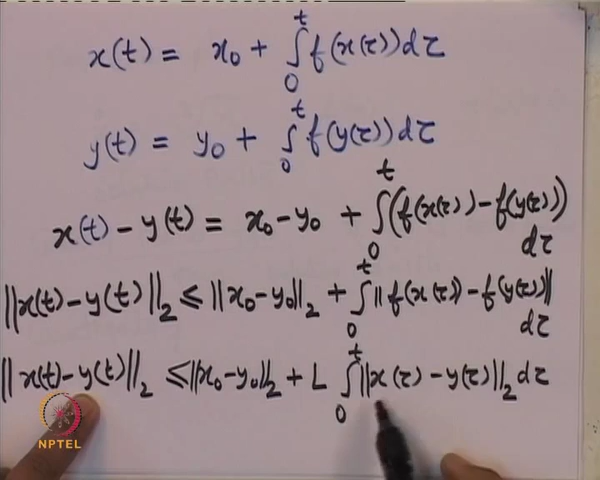 x(t) = x₀ + ∫₀ᵗ f(x(τ))dτ
y(t) = y₀ + ∫₀ᵗ f(y(τ))dτ
x(t) − y(t) = x₀ − y₀ + ∫₀ᵗ (f(x(τ)) − f(y(τ))) dτ
||x(t) − y(t)||₂ ≤ ||x₀ − y₀||₂ + ∫₀ᵗ ||f(x(τ)) − f(y(τ))|| dτ
||x(t) − y(t)||₂ ≤ ||x₀ − y₀||₂ + L ∫₀ᵗ ||x(τ) − y(τ)||₂ dτ
NPTEL